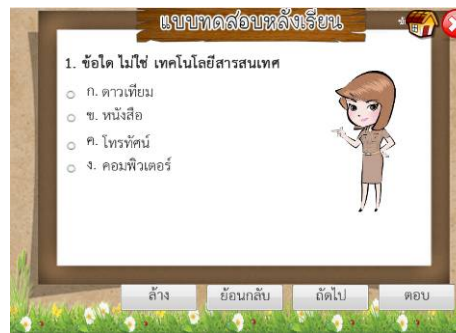 แบบทดสอบหลังเรียน
1. ข้อใด ไม่ใช่ เทคโนโลยีสารสนเทศ
ก. ดาวเทียม
ข. หนังสือ
ค. โทรทัศน์
ง. คอมพิวเตอร์
ล้าง ย้อนกลับ ถัดไป ตอบ